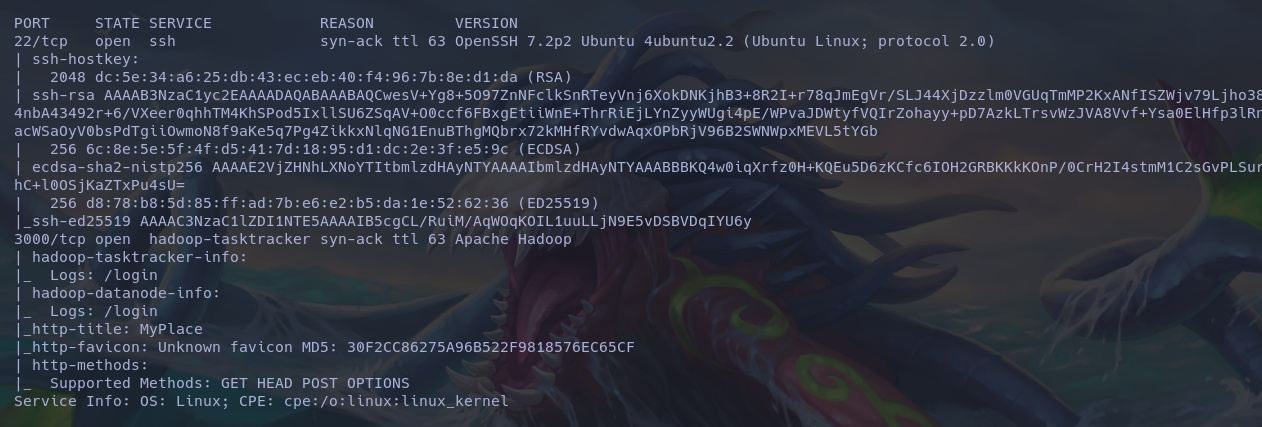 PORT     STATE SERVICE            REASON         VERSION
22/tcp   open  ssh                syn-ack ttl 63 OpenSSH 7.2p2 Ubuntu 4ubuntu2.2 (Ubuntu Linux; protocol 2.0)
| ssh-hostkey:
|   2048 dc:5e:34:a6:25:db:43:ec:eb:40:f4:96:7b:8e:d1:da (RSA)
| ssh-rsa AAAAB3NzaC1yc2EAAAADAQABAAABAQCwesV+Yg8+5O97ZnNFclkSnRTeyVnj6XokDNKjhB3+8R2I+r78qJmEgVr/SLJ44XjDzzlm0VGUqTmMP2KxANfISZWjv79Ljho38
4nbA43492r+6/VXeer0qhhTM4KhSPod5IxllSU6ZSqAV+O0ccf6FBxgEtiiWnE+ThrRiEjLYnZyyWUgi4pE/WPvaJDWtyfVQIrZohayy+pD7AzkLTrsvWzJVA8Vvf+Ysa0ElHfp3lRn
acWSaOyV0bsPdTgiiOwmoN8f9aKe5q7Pg4ZikkxNlqNG1EnuBThgMQbrx72kMHfRYvdwAqxOPbRjV96B2SWNWpxMEVL5tYGb
|   256 6c:8e:5e:5f:4f:d5:41:7d:18:95:d1:dc:2e:3f:e5:9c (ECDSA)
| ecdsa-sha2-nistp256 AAAAE2VjZHNhLXNoYTItbmlzdHAyNTYAAAAIbmlzdHAyNTYAAABBBKQ4w0iqXrfz0H+KQEu5D6zKCfc6IOH2GRBKKkKOnP/0CrH2I4stmM1C2sGvPLSur
hC+l0OSjKaZTxPu4sU=
|   256 d8:78:b8:5d:85:ff:ad:7b:e6:e2:b5:da:1e:52:62:36 (ED25519)
|_ssh-ed25519 AAAAC3NzaC1lZDI1NTE5AAAAIB5cgCL/RuiM/AqWOqKOIL1uuLLjN9E5vDSBVDqIYU6y
3000/tcp open  hadoop-tasktracker syn-ack ttl 63 Apache Hadoop
| hadoop-tasktracker-info:
|_  Logs: /login
| hadoop-datanode-info:
|_  Logs: /login
|_http-title: MyPlace
|_http-favicon: Unknown favicon MD5: 30F2CC86275A96B522F9818576EC65CF
| http-methods:
|_  Supported Methods: GET HEAD POST OPTIONS
Service Info: OS: Linux; CPE: cpe:/o:linux:linux_kernel